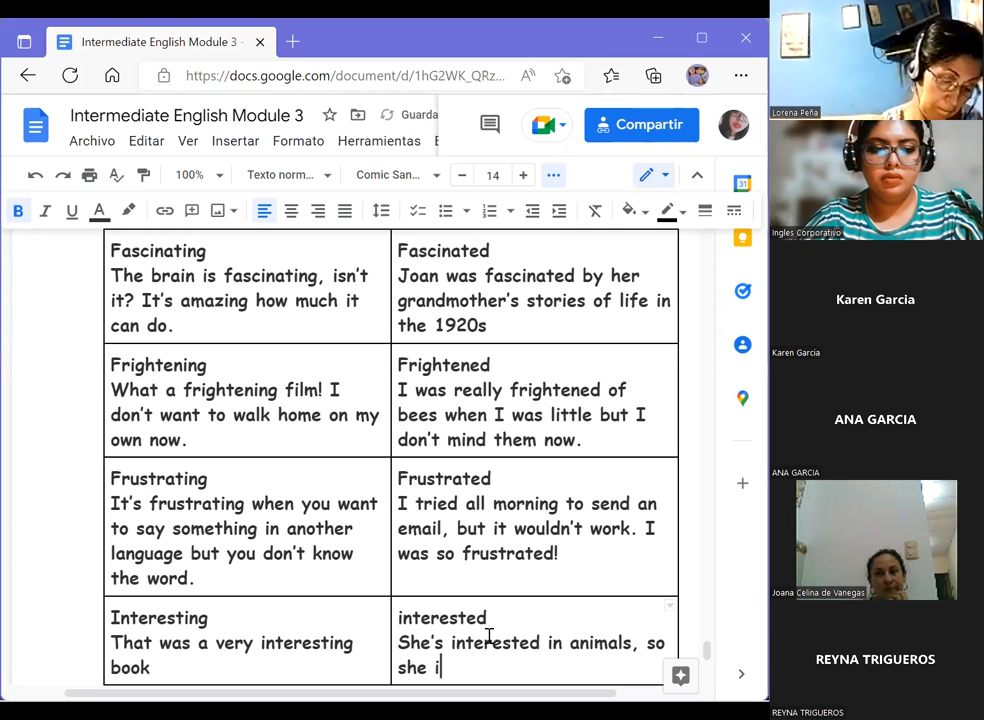 Intermediate English Module 3 -
https://docs.google.com/document/d/1hG2WK_QRz...
Intermediate English Module 3
Guarda
Compartir
Archivo Editar Ver Insertar Formato Herramientas
100% Texto norm... Comic San... 14
B I U A
31
Fascinating
The brain is fascinating, isn't
it? It's amazing how much it
can do.
Fascinated
Joan was fascinated by her
grandmother's stories of life in
the 1920s
Frightening
What a frightening film! I
don't want to walk home on my
own now.
Frightened
I was really frightened of
bees when I was little but I
don't mind them now.
Frustrating
It's frustrating when you want
to say something in another
language but you don't know
the word.
Frustrated
I tried all morning to send an
email, but it wouldn't work. I
was so frustrated!
Interesting
That was a very interesting
book
interested
She's interested in animals, so
she i
Lorena Peña
Ingles Corporativo
Karen Garcia
Karen Garcia
ANA GARCIA
ANA GARCIA
Joana Celina de Vanegas
REYNA TRIGUEROS
REYNA TRIGUEROS